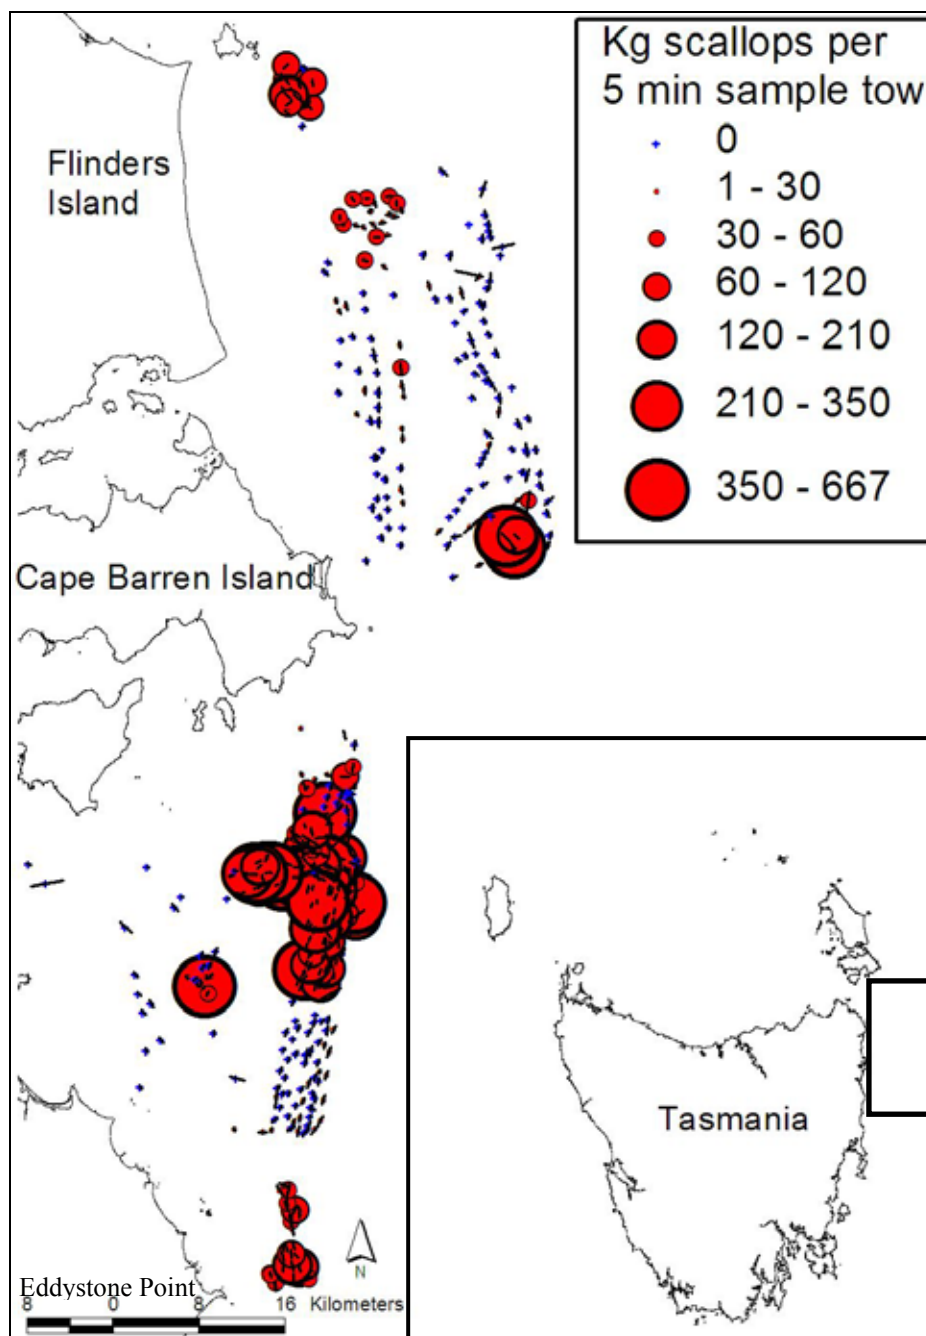 Kg scallops per
5 min sample tow
0
1 - 30
30 - 60
60 - 120
120 - 210
210 - 350
350 - 667
Flinders
Island
Cape Barren Island
Tasmania
N
Eddystone Point
8 0 8 16 Kilometers